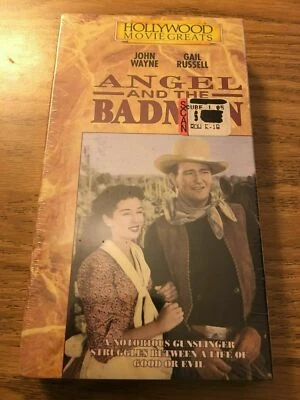 HOLLYWOOD
MOVIE GREATS
JOHN GAIL
WAYNE RUSSELL
ANGEL
AND THE
BADM N
SCAN
A NOTORIOUS GUNSLINGER
STRUGGLES BETWEEN A LIFE OF
GOOD OR EVIL